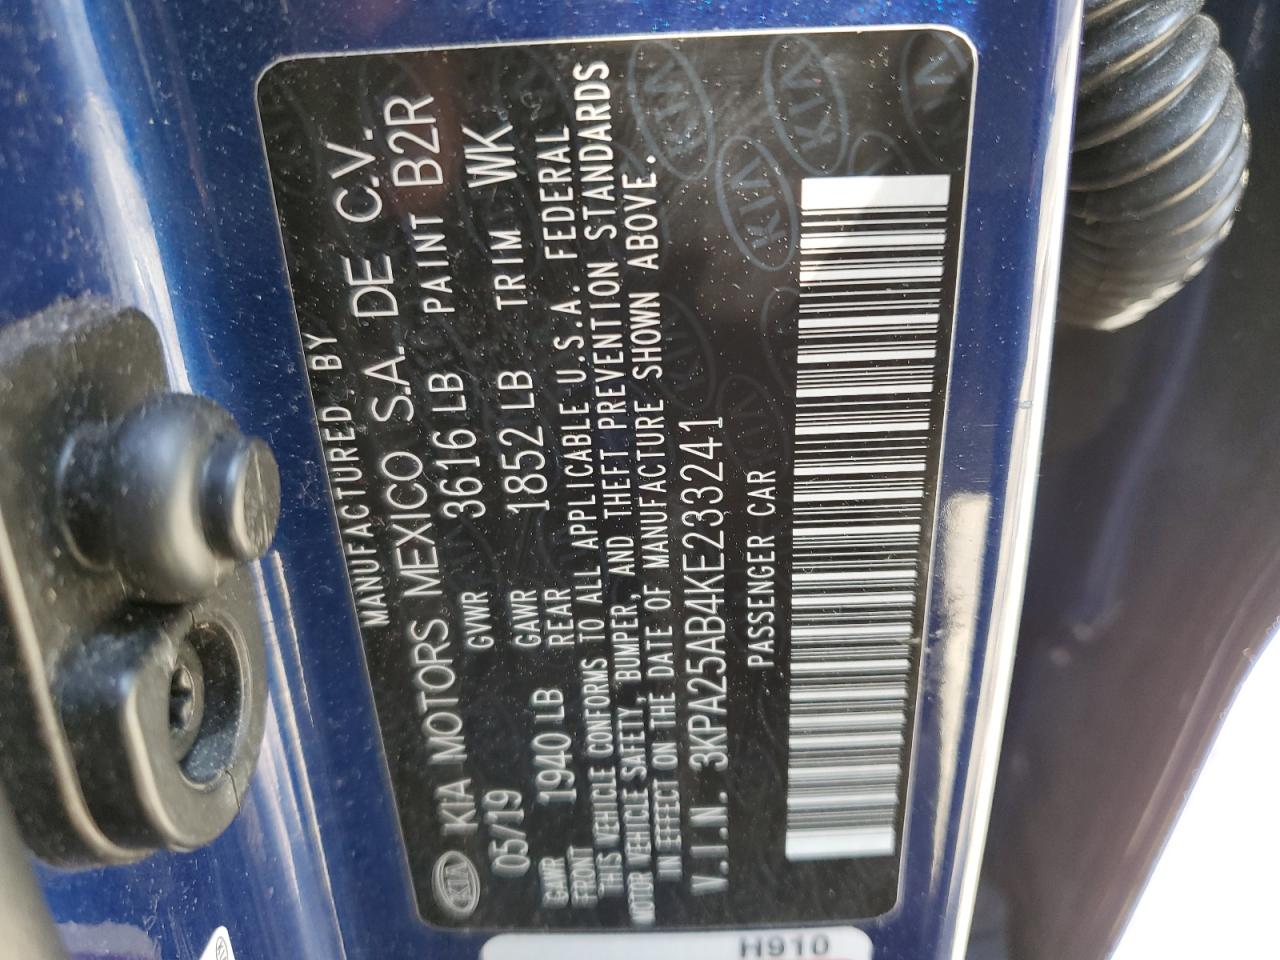 MANUFACTURED BY
KIA KIA MOTORS MEXICO S.A. DE C.V.
05/19 GVWR 3616 LB PAINT B2R
GAWR FRONT 1940 LB GAWR REAR 1852 LB TRIM WK
THIS VEHICLE CONFORMS TO ALL APPLICABLE U.S.A. FEDERAL
MOTOR VEHICLE SAFETY, BUMPER, AND THEFT PREVENTION STANDARDS
IN EFFECT ON THE DATE OF MANUFACTURE SHOWN ABOVE.
V.I.N. 3KPA25AB4KE233241
PASSENGER CAR
H910